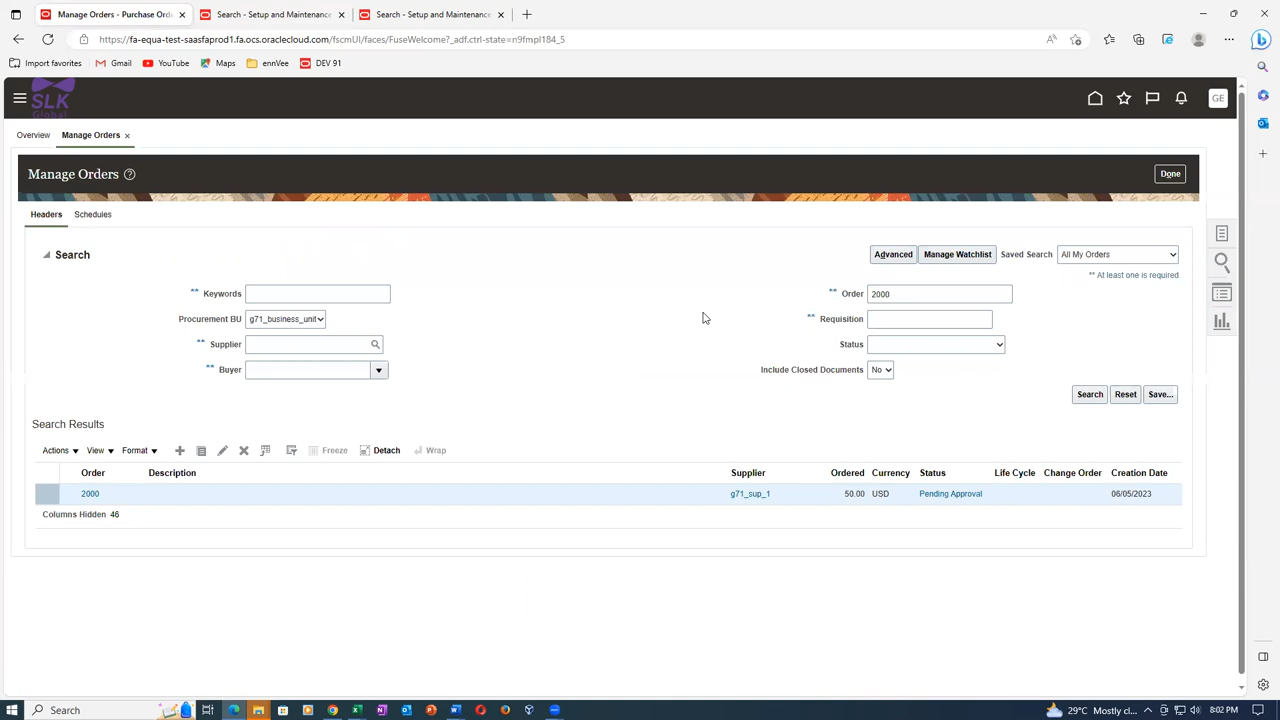 Manage Orders - Purchase Orde
Search - Setup and Maintenance
Search - Setup and Maintenance
https://fa-equa-test-saasfaprod1.fa.ocs.oraclecloud.com/fscmUI/faces/FuseWelcome?_adf.ctrl-state=n9fmpl184_5
Import favorites
Gmail
YouTube
Maps
ennVee
DEV 91
SLK
Global
GE
Overview
Manage Orders
Manage Orders
Done
Headers
Schedules
Search
Advanced
Manage Watchlist
Saved Search
All My Orders
** At least one is required
** Keywords
** Order
2000
Procurement BU
g71_business_unit
** Requisition
** Supplier
Status
** Buyer
Include Closed Documents
No
Search
Reset
Save...
Search Results
Actions
View
Format
Freeze
Detach
Wrap
Order
Description
Supplier
Ordered
Currency
Status
Life Cycle
Change Order
Creation Date
2000
g71_sup_1
50.00
USD
Pending Approval
06/05/2023
Columns Hidden 46
Search
29°C Mostly cl...
8:02 PM